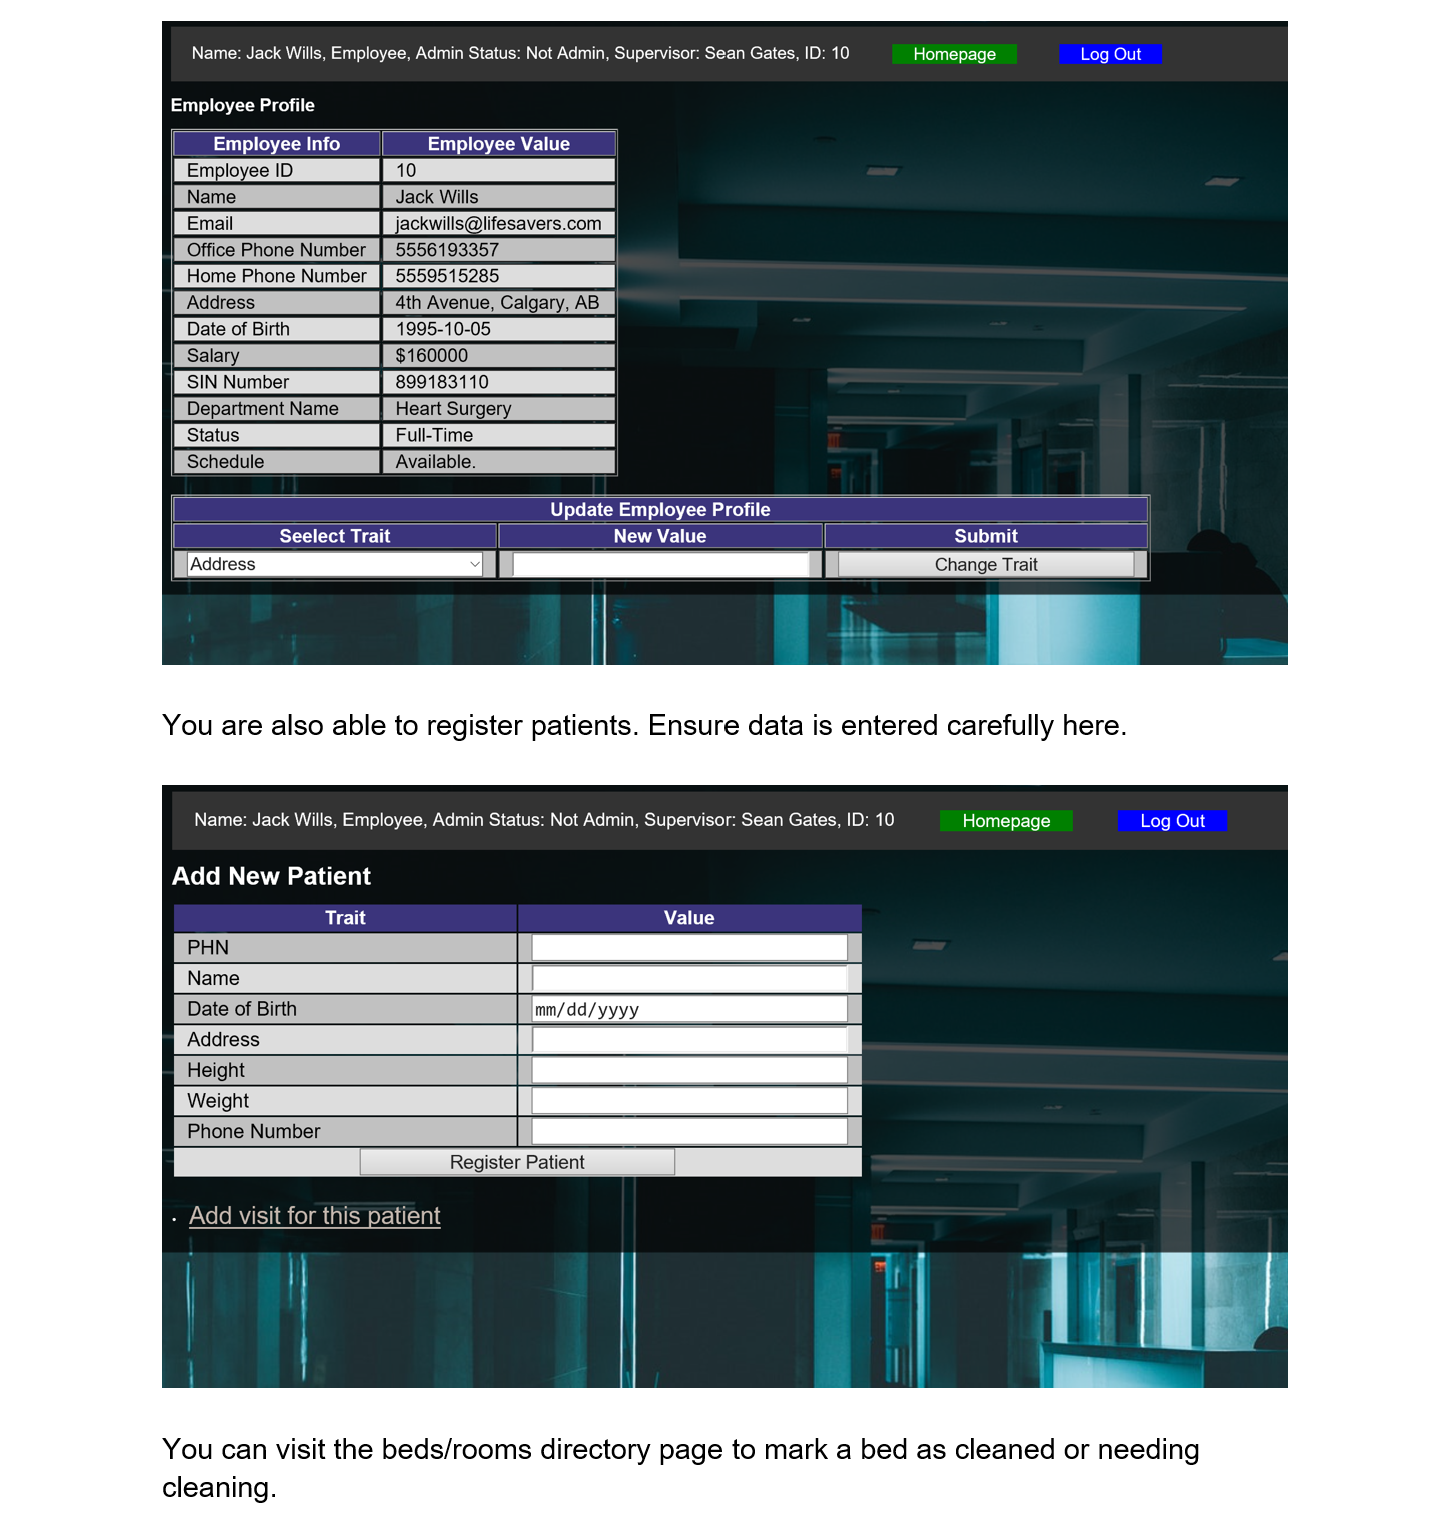 Name: Jack Wills, Employee, Admin Status: Not Admin, Supervisor: Sean Gates, ID: 10 Homepage Log Out
Employee Profile
Employee Info Employee Value
Employee ID 10
Name Jack Wills
Email jackwills@lifesavers.com
Office Phone Number 5556193357
Home Phone Number 5559515285
Address 4th Avenue, Calgary, AB
Date of Birth 1995-10-05
Salary $160000
SIN Number 899183110
Department Name Heart Surgery
Status Full-Time
Schedule Available.
Update Employee Profile
Seelect Trait New Value Submit
Address Change Trait
You are also able to register patients. Ensure data is entered carefully here.
Name: Jack Wills, Employee, Admin Status: Not Admin, Supervisor: Sean Gates, ID: 10 Homepage Log Out
Add New Patient
Trait Value
PHN
Name
Date of Birth mm/dd/yyyy
Address
Height
Weight
Phone Number
Register Patient
Add visit for this patient
You can visit the beds/rooms directory page to mark a bed as cleaned or needing
cleaning.